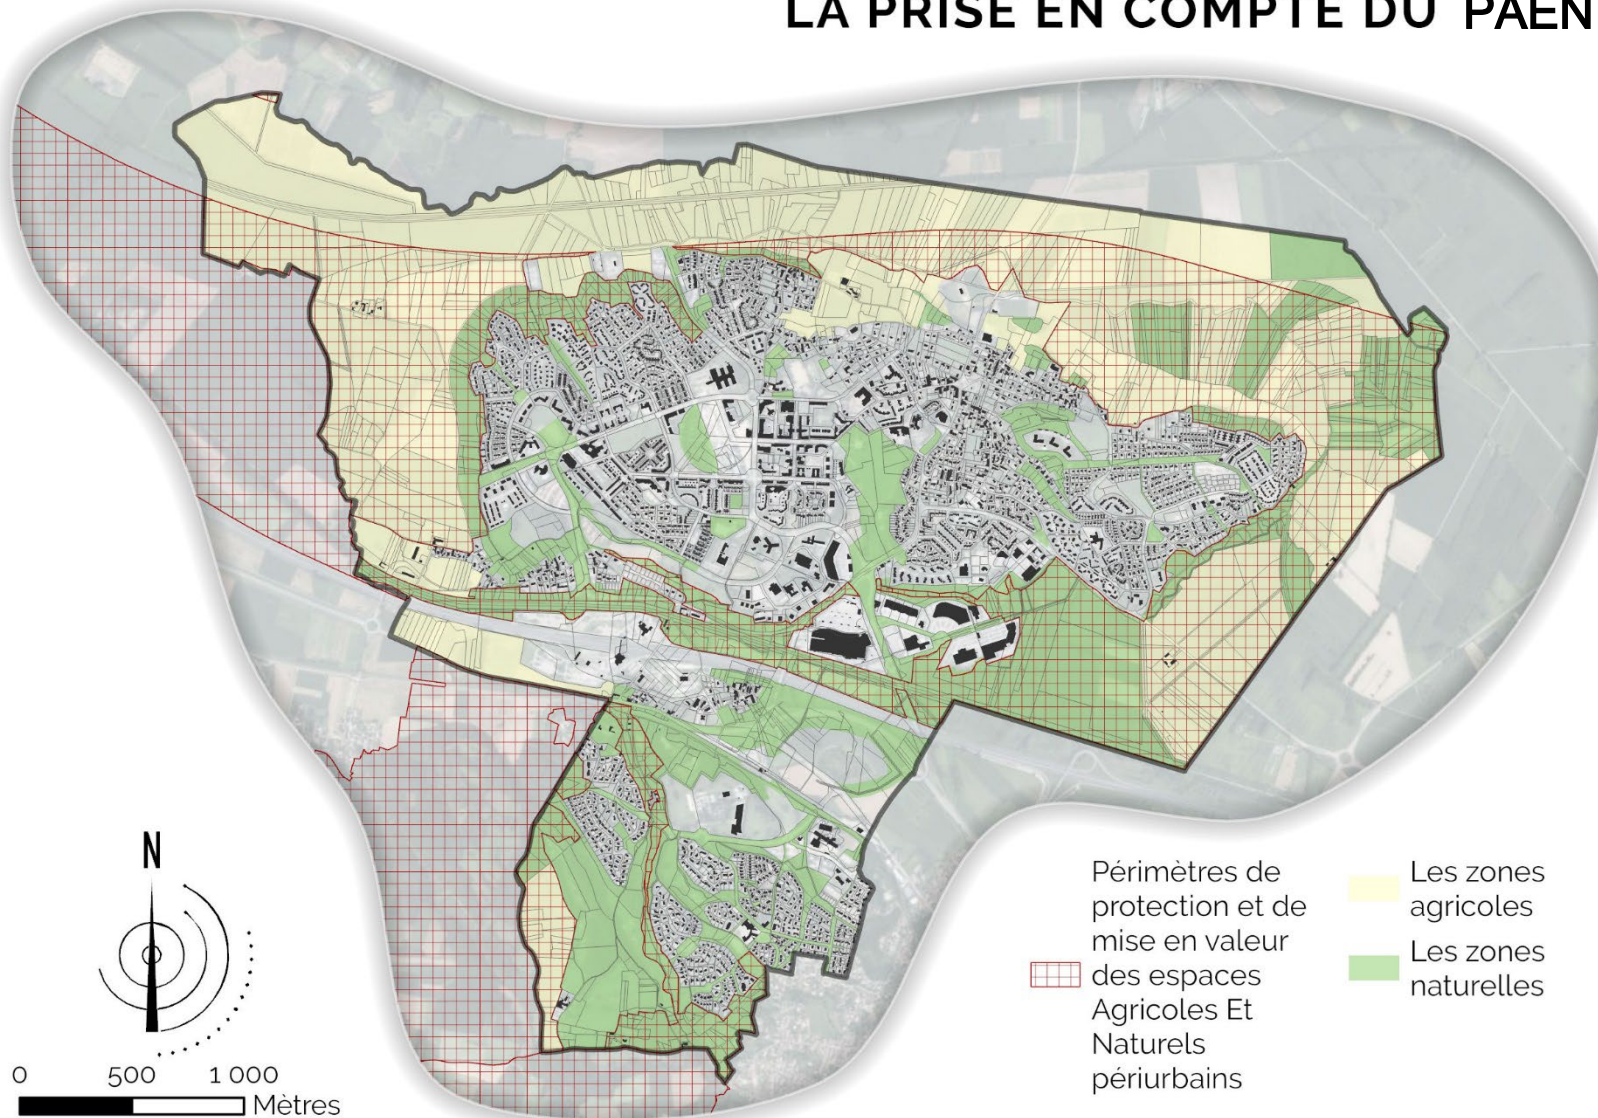 LA PRISE EN COMPTE DU PAEN
Périmètres de
protection et de
mise en valeur
des espaces
Agricoles Et
Naturels
périurbains
Les zones
agricoles
Les zones
naturelles
N
0 500 1 000
Mètres